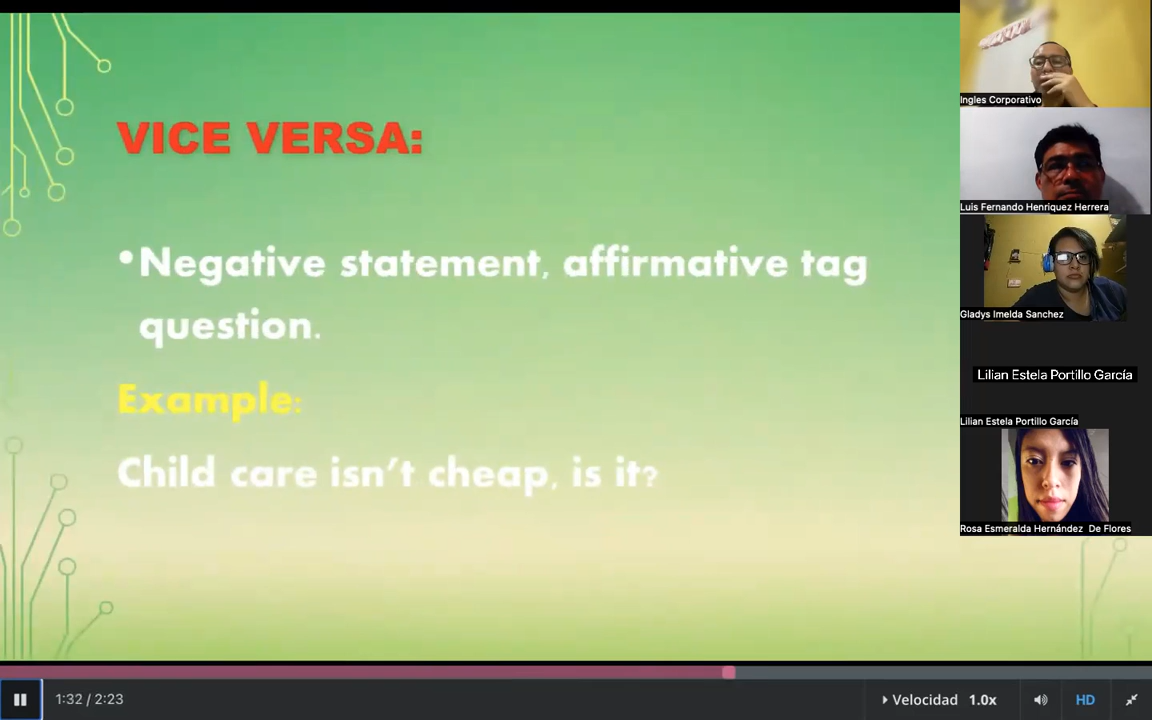 VICE VERSA:
•Negative statement, affirmative tag
question.
Example:
Child care isn't cheap, is it?
Ingles Corporativo
Luis Fernando Henriquez Herrera
Gladys Imelda Sanchez
Lilian Estela Portillo García
Lilian Estela Portillo García
Rosa Esmeralda Hernández De Flores
1:32 / 2:23
Velocidad 1.0x
HD